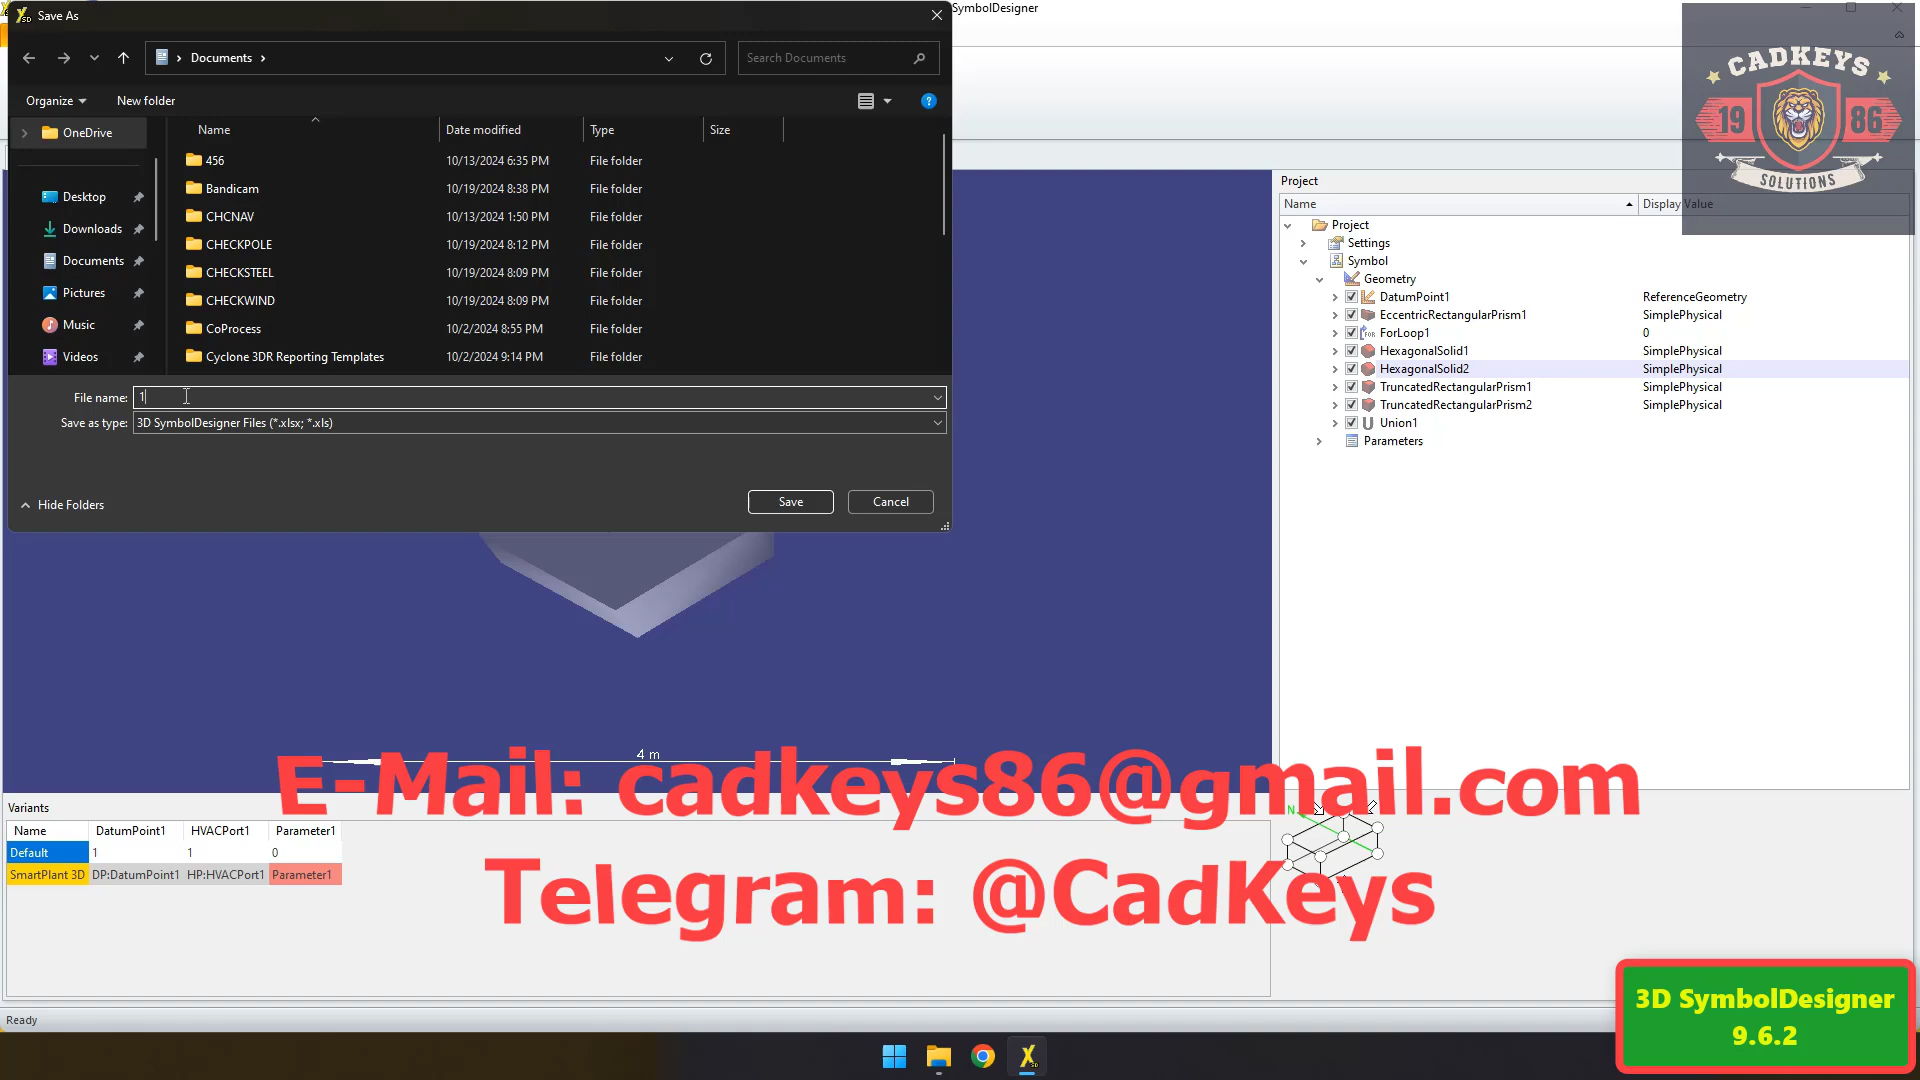 Save As
SymbolDesigner
Documents
Search Documents
Organize
New folder
OneDrive
Desktop
Downloads
Documents
Pictures
Music
Videos
Name Date modified Type Size
456 10/13/2024 6:35 PM File folder
Bandicam 10/19/2024 8:38 PM File folder
CHCNAV 10/13/2024 1:50 PM File folder
CHECKPOLE 10/19/2024 8:12 PM File folder
CHECKSTEEL 10/19/2024 8:09 PM File folder
CHECKWIND 10/19/2024 8:09 PM File folder
CoProcess 10/2/2024 8:55 PM File folder
Cyclone 3DR Reporting Templates 10/2/2024 9:14 PM File folder
File name: 1
Save as type: 3D SymbolDesigner Files (*.xlsx; *.xls)
Hide Folders
Save
Cancel
CADKEYS
19 86
SOLUTIONS
Project
Name Display Value
Project
Settings
Symbol
Geometry
DatumPoint1 ReferenceGeometry
EccentricRectangularPrism1 SimplePhysical
ForLoop1 0
HexagonalSolid1 SimplePhysical
HexagonalSolid2 SimplePhysical
TruncatedRectangularPrism1 SimplePhysical
TruncatedRectangularPrism2 SimplePhysical
Union1
Parameters
4 m
E-Mail: cadkeys86@gmail.com
Telegram: @CadKeys
Variants
Name DatumPoint1 HVACPort1 Parameter1
Default 1 1 0
SmartPlant 3D DP:DatumPoint1 HP:HVACPort1 Parameter1
N
Ready
3D SymbolDesigner
9.6.2